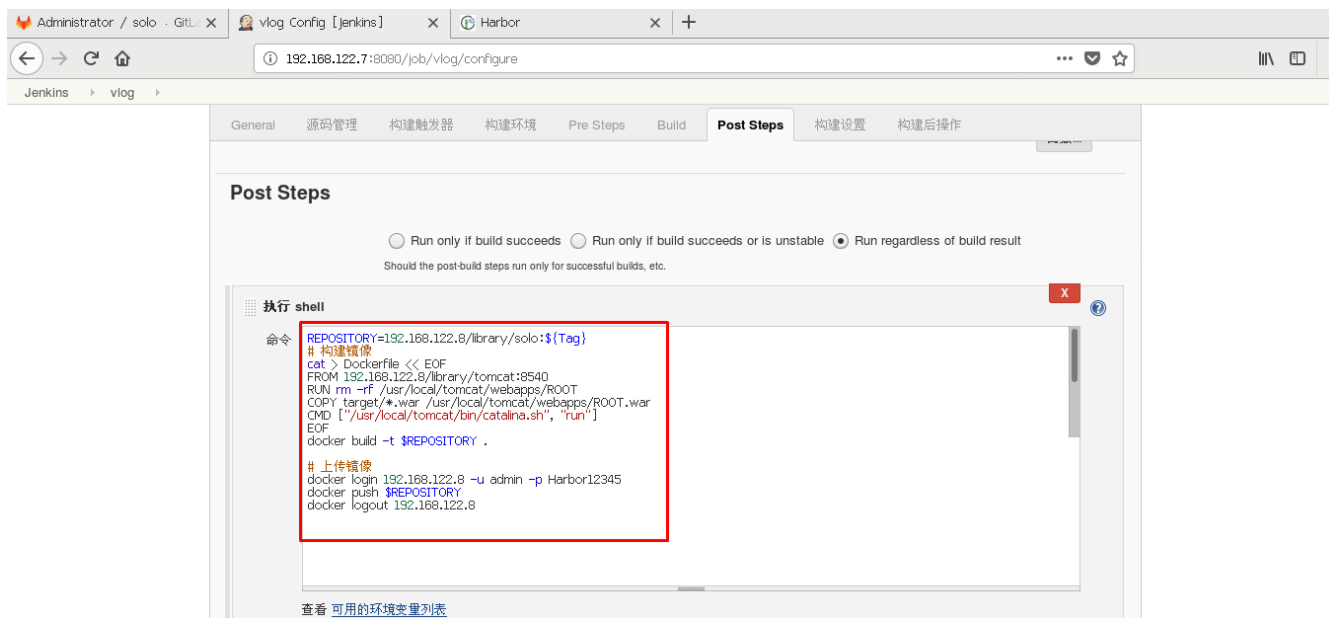 Administrator / solo · GitLa
vlog Config [Jenkins]
Harbor
192.168.122.7:8080/job/vlog/configure
Jenkins vlog
General 源码管理 构建触发器 构建环境 Pre Steps Build Post Steps 构建设置 构建后操作
Post Steps
Run only if build succeeds Run only if build succeeds or is unstable Run regardless of build result
Should the post-build steps run only for successful builds, etc.
X
执行 shell
命令
REPOSITORY=192.168.122.8/library/solo:${Tag}
# 构建镜像
cat > Dockerfile << EOF
FROM 192.168.122.8/library/tomcat:8540
RUN rm -rf /usr/local/tomcat/webapps/ROOT
COPY target/*.war /usr/local/tomcat/webapps/ROOT.war
CMD ["/usr/local/tomcat/bin/catalina.sh", "run"]
EOF
docker build -t $REPOSITORY .
# 上传镜像
docker login 192.168.122.8 -u admin -p Harbor12345
docker push $REPOSITORY
docker logout 192.168.122.8
查看 可用的环境变量列表